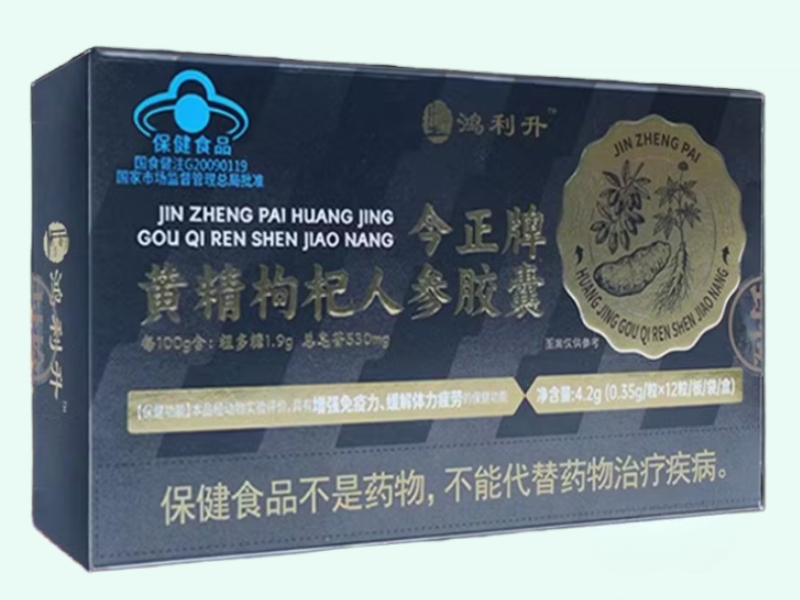 保健食品
国食健注G20090119
国家市场监督管理总局批准
鸿利升
TM
JIN ZHENG PAI HUANG JING
GOU QI REN SHEN JIAO NANG
今正牌
黄精枸杞人参胶囊
每100g含：粗多糖1.9g 总皂苷530mg
JIN ZHENG PAI
HUANG JING GOU QI REN SHEN JIAO NANG
图案仅供参考
【保健功能】本品经动物实验评价，具有增强免疫力、缓解体力疲劳的保健功能
净含量:4.2g (0.35g/粒×12粒/板/袋/盒)
保健食品不是药物，不能代替药物治疗疾病。
鸿利升
TM